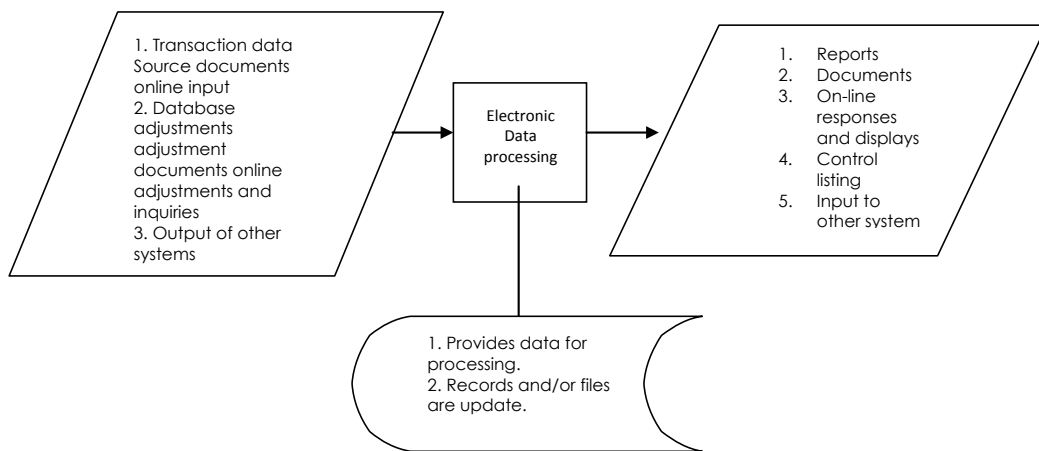 1. Transaction data
Source documents
online input
2. Database
adjustments
adjustment
documents online
adjustments and
inquiries
3. Output of other
systems
Electronic
Data
processing
1. Reports
2. Documents
3. On-line
responses
and displays
4. Control
listing
5. Input to
other system
1. Provides data for
processing.
2. Records and/or files
are update.